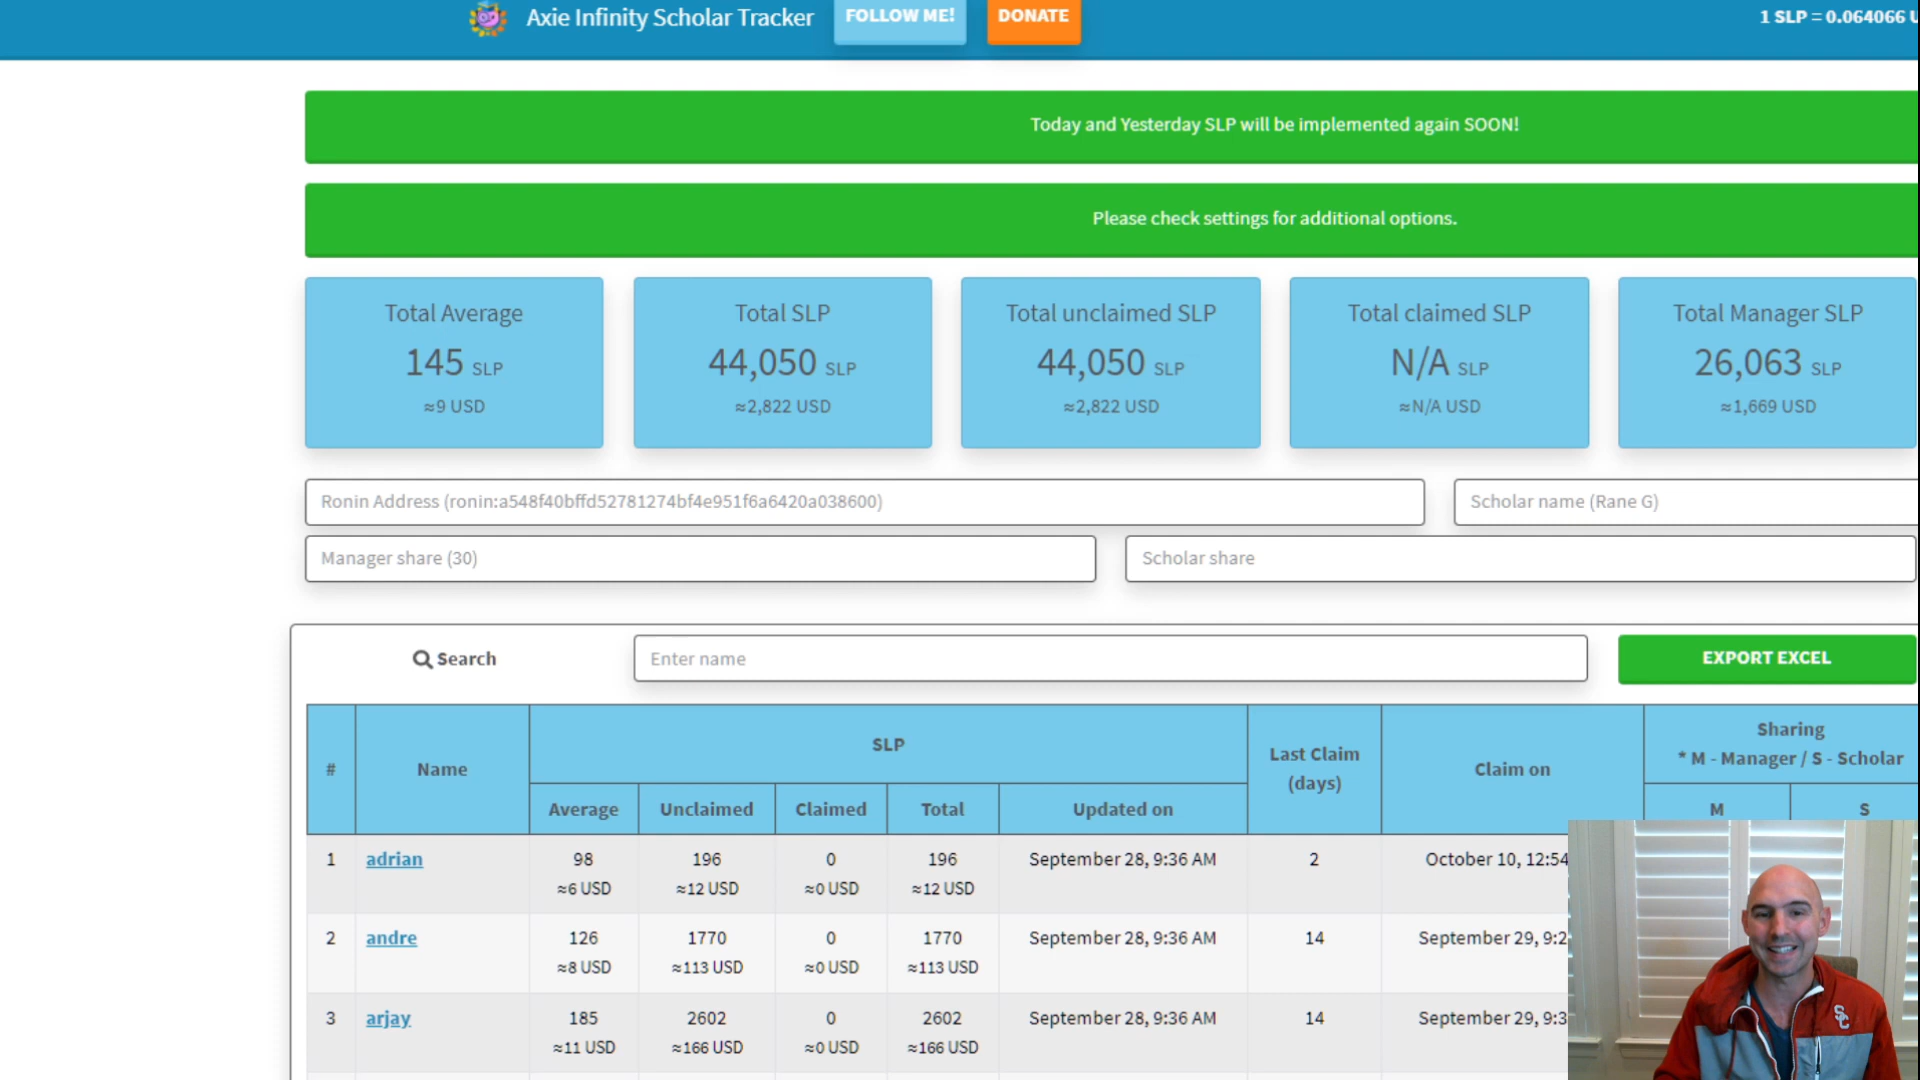 Axie Infinity Scholar Tracker
FOLLOW ME!
DONATE
1 SLP = 0.064066 U
Today and Yesterday SLP will be implemented again SOON!
Please check settings for additional options.
Total Average
145 SLP
≈9 USD
Total SLP
44,050 SLP
≈2,822 USD
Total unclaimed SLP
44,050 SLP
≈2,822 USD
Total claimed SLP
N/A SLP
≈N/A USD
Total Manager SLP
26,063 SLP
≈1,669 USD
Ronin Address (ronin:a548f40bffd52781274bf4e951f6a6420a038600)
Scholar name (Rane G)
Manager share (30)
Scholar share
Search
Enter name
EXPORT EXCEL
# Name SLP Last Claim (days) Claim on Sharing
* M - Manager / S - Scholar
Average Unclaimed Claimed Total Updated on M S
1 adrian 98 196 0 196 September 28, 9:36 AM 2 October 10, 12:54
≈6 USD ≈12 USD ≈0 USD ≈12 USD
2 andre 126 1770 0 1770 September 28, 9:36 AM 14 September 29, 9:2
≈8 USD ≈113 USD ≈0 USD ≈113 USD
3 arjay 185 2602 0 2602 September 28, 9:36 AM 14 September 29, 9:3
≈11 USD ≈166 USD ≈0 USD ≈166 USD
SC